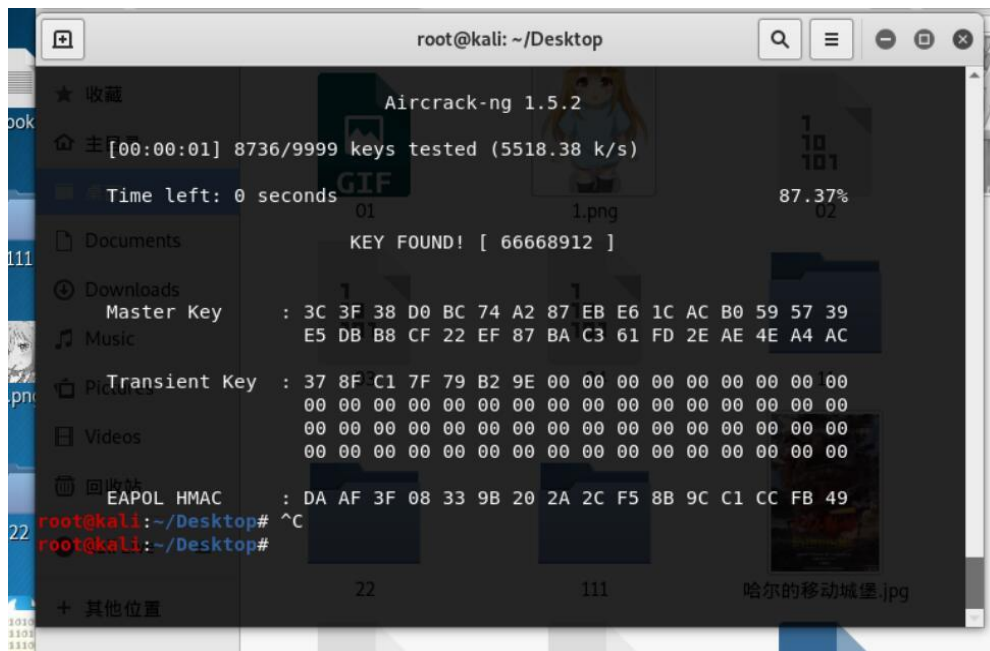 root@kali: ~/Desktop
Aircrack-ng 1.5.2
[00:00:01] 8736/9999 keys tested (5518.38 k/s)
Time left: 0 seconds 87.37%
KEY FOUND! [ 66668912 ]
Master Key : 3C 3F 38 D0 BC 74 A2 87 EB E6 1C AC B0 59 57 39
E5 DB B8 CF 22 EF 87 BA C3 61 FD 2E AE 4E A4 AC
Transient Key : 37 8F C1 7F 79 B2 9E 00 00 00 00 00 00 00 00 00
00 00 00 00 00 00 00 00 00 00 00 00 00 00 00 00
00 00 00 00 00 00 00 00 00 00 00 00 00 00 00 00
00 00 00 00 00 00 00 00 00 00 00 00 00 00 00 00
EAPOL HMAC : DA AF 3F 08 33 9B 20 2A 2C F5 8B 9C C1 CC FB 49
root@kali:~/Desktop# ^C
root@kali:~/Desktop#
收藏
Documents
Downloads
Music
Pictures
Videos
回收站
+ 其他位置
GIF
01
1.png
02
22
111
哈尔的移动城堡.jpg
111
22